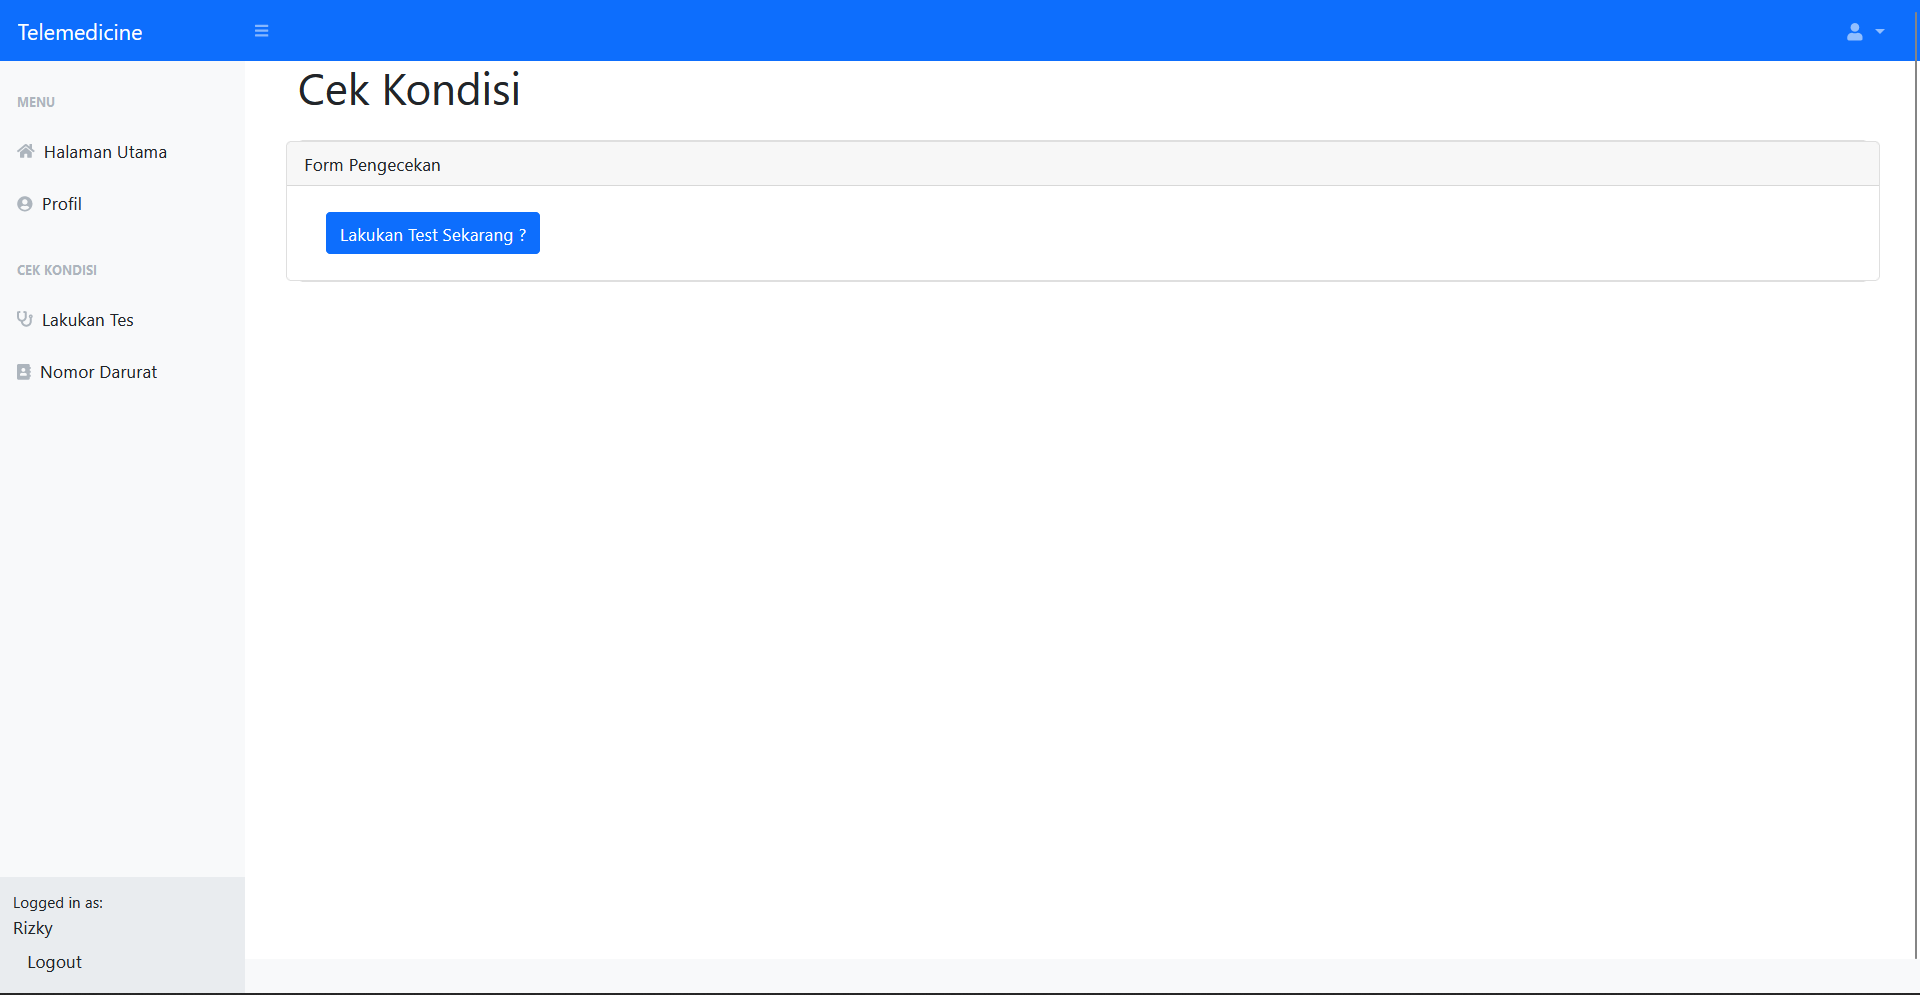 Telemedicine
MENU
Halaman Utama
Profil
CEK KONDISI
Lakukan Tes
Nomor Darurat
Logged in as:
Rizky
Logout
Cek Kondisi
Form Pengecekan
Lakukan Test Sekarang ?